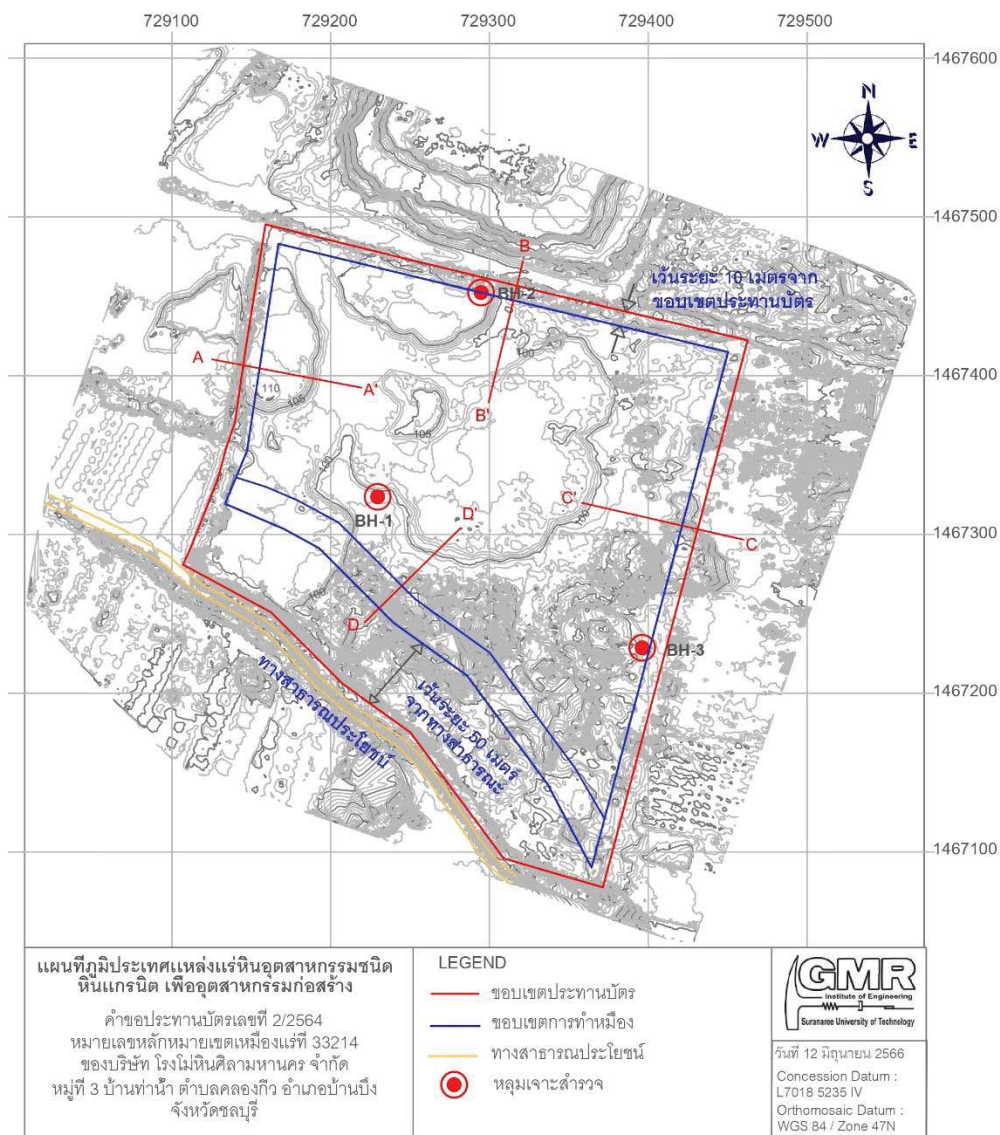 729100 729200 729300 729400 729500
1467600
N
W E
S
1467500
B
เว้นระยะ 10 เมตรจาก
ขอบเขตประทานบัตร
BH-2
100
A
A'
1467400
110
105
B'
105
100
C'
100
BH-1
D'
1467300
C
100
D
BH-3
ทางสาธารณประโยชน์
เว้นระยะ 50 เมตร
จากทางสาธารณะ
1467200
1467100
แผนที่ภูมิประเทศแหล่งแร่หินอุตสาหกรรมชนิด
หินแกรนิต เพื่ออุตสาหกรรมก่อสร้าง
คำขอประทานบัตรเลขที่ 2/2564
หมายเลขหลักหมายเขตเหมืองแร่ที่ 33214
ของบริษัท โรงโม่หินศิลามหานคร จำกัด
หมู่ที่ 3 บ้านท่าน้ำ ตำบลคลองกิ่ว อำเภอบ้านบึง
จังหวัดชลบุรี
LEGEND
ขอบเขตประทานบัตร
ขอบเขตการทำเหมือง
ทางสาธารณประโยชน์
หลุมเจาะสำรวจ
GMR
Institute of Engineering
Suranaree University of Technology
วันที่ 12 มิถุนายน 2566
Concession Datum :
L7018 5235 IV
Orthomosaic Datum :
WGS 84 / Zone 47N